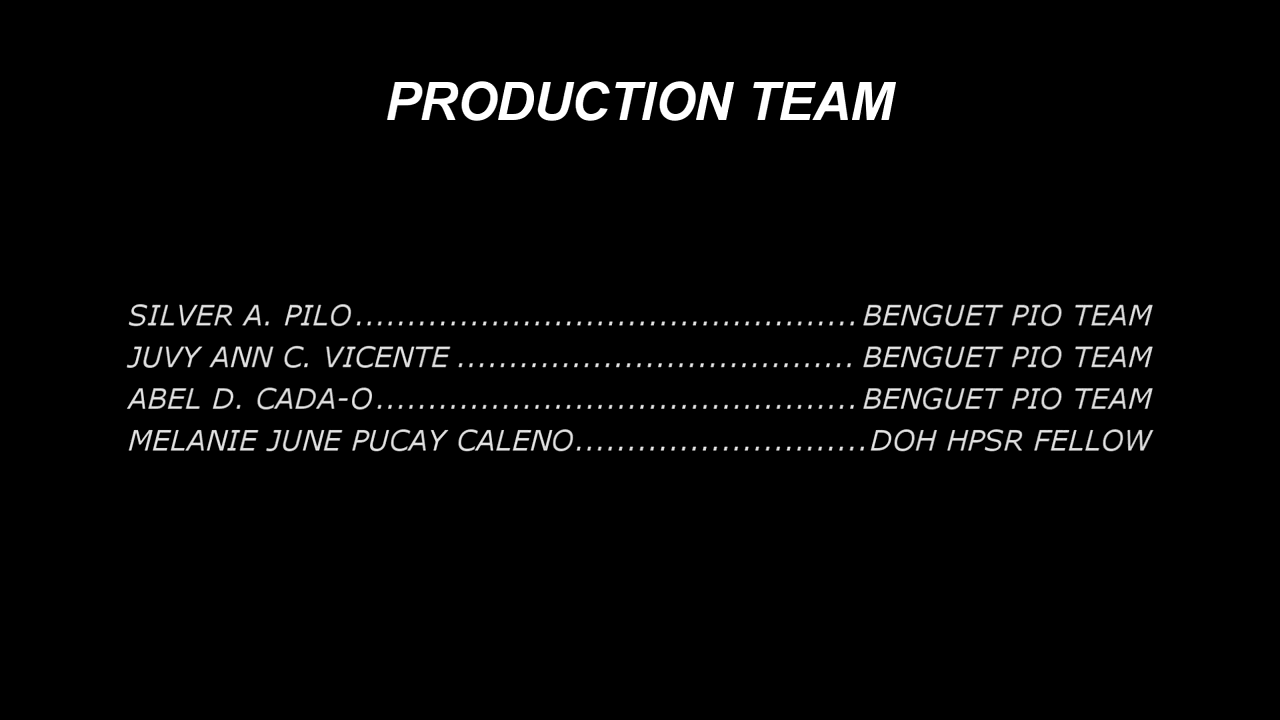 PRODUCTION TEAM
SILVER A. PILO................................................BENGUET PIO TEAM
JUVY ANN C. VICENTE ...................................... BENGUET PIO TEAM
ABEL D. CADA-O..............................................BENGUET PIO TEAM
MELANIE JUNE PUCAY CALENO............................DOH HPSR FELLOW